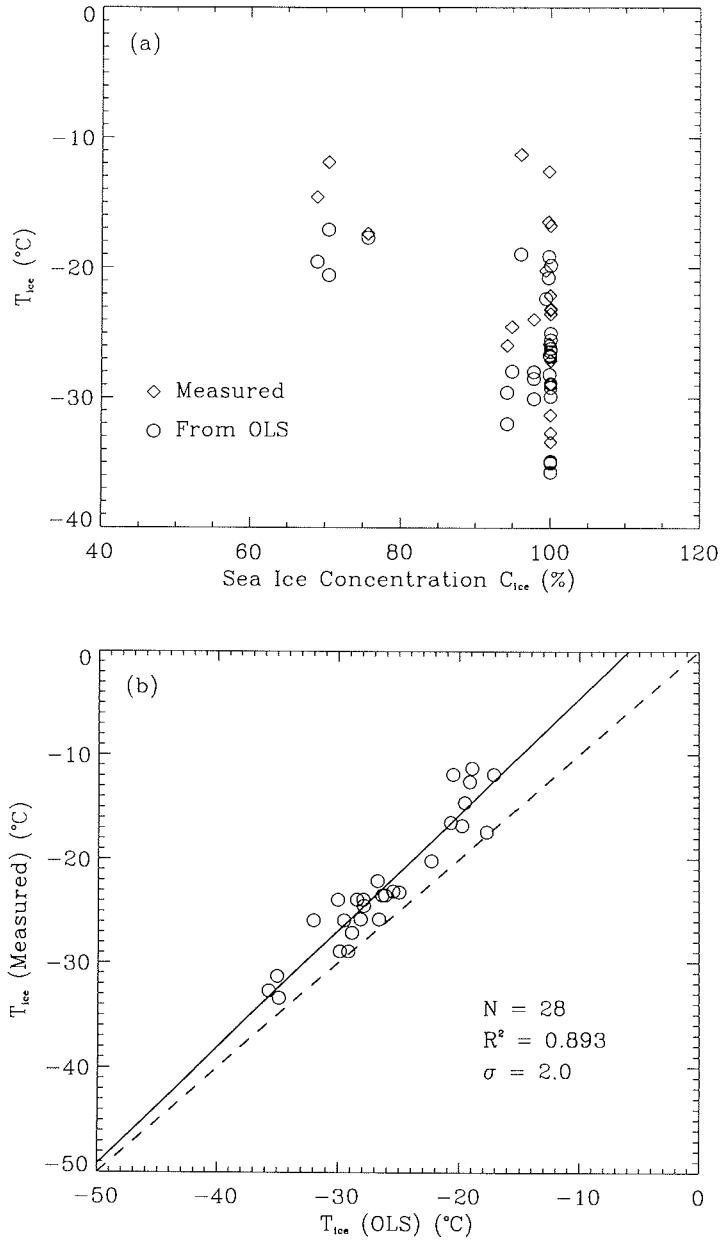 0
(a)
−10
−20
−30
−40
T_ice (°C)
◇ Measured
○ From OLS
40 60 80 100 120
Sea Ice Concentration C_ice (%)
0
(b)
−10
−20
−30
−40
−50
T_ice (Measured) (°C)
N = 28
R² = 0.893
σ = 2.0
−50 −40 −30 −20 −10 0
T_ice (OLS) (°C)